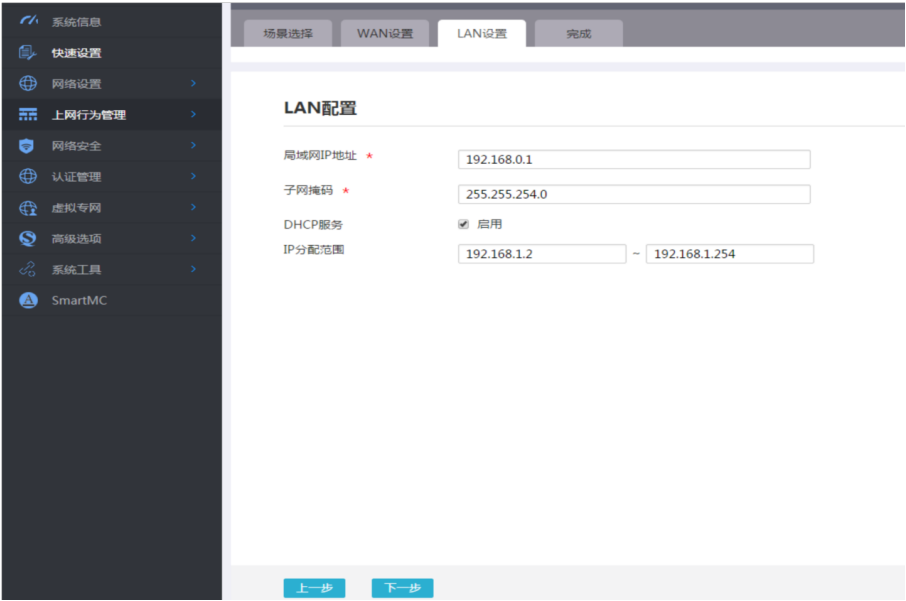 系统信息
快速设置
网络设置
上网行为管理
网络安全
认证管理
虚拟专网
高级选项
系统工具
SmartMC
场景选择 WAN设置 LAN设置 完成
LAN配置
局域网IP地址 * 192.168.0.1
子网掩码 * 255.255.254.0
DHCP服务 启用
IP分配范围 192.168.1.2 ~ 192.168.1.254
上一步 下一步